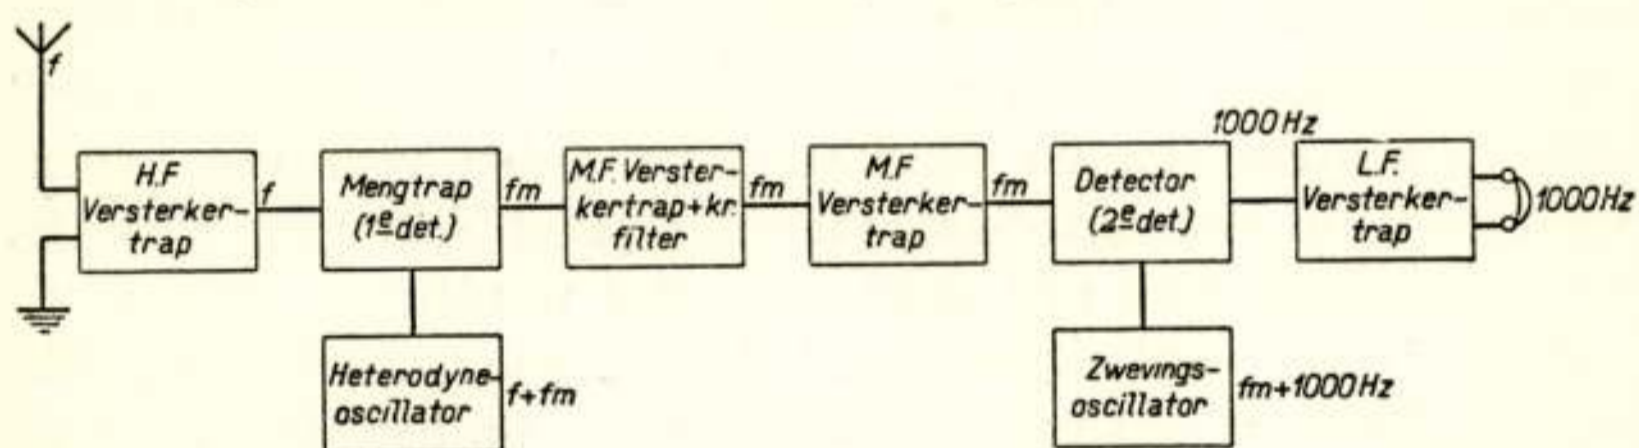 f
H.F
Versterker-
trap
f
Mengtrap
(1e det.)
fm
M.F. Verster-
kertrap+kr.
filter
fm
M.F
Versterker-
trap
fm
Detector
(2e det.)
1000 Hz
L.F.
Versterker-
trap
1000 Hz
Heterodyne-
oscillator
f+fm
Zwevings-
oscillator
fm+1000 Hz